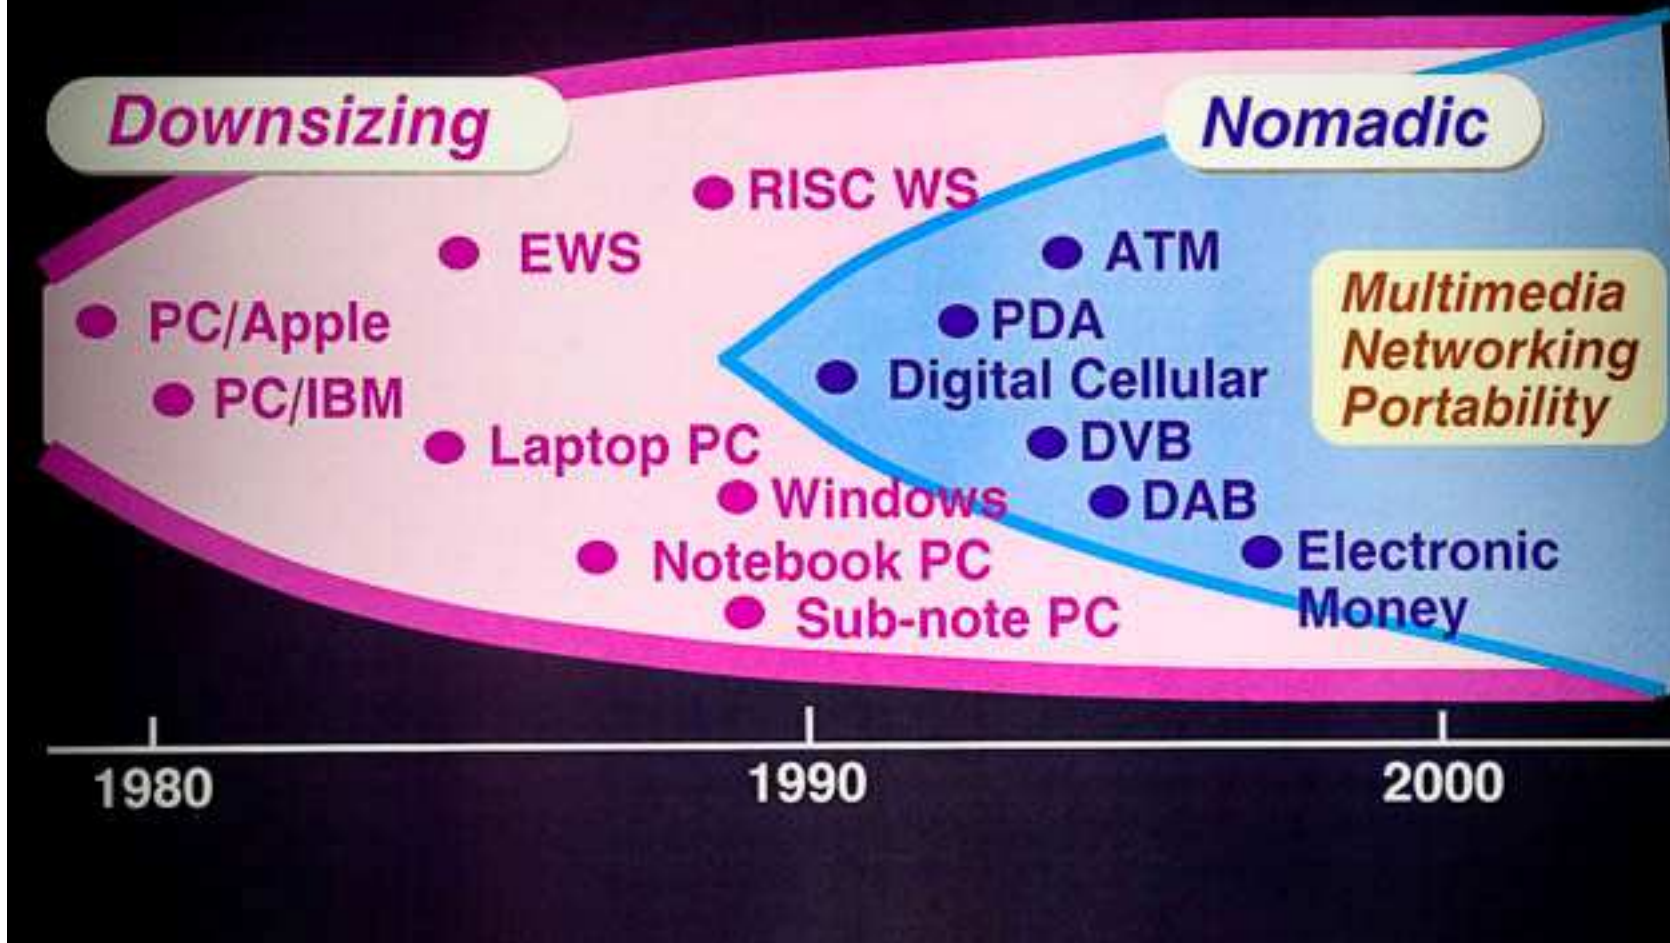 Downsizing
Nomadic
RISC WS
EWS
ATM
PC/Apple
PDA
Multimedia
Networking
Portability
PC/IBM
Digital Cellular
Laptop PC
DVB
Windows
DAB
Notebook PC
Electronic
Money
Sub-note PC
1980
1990
2000